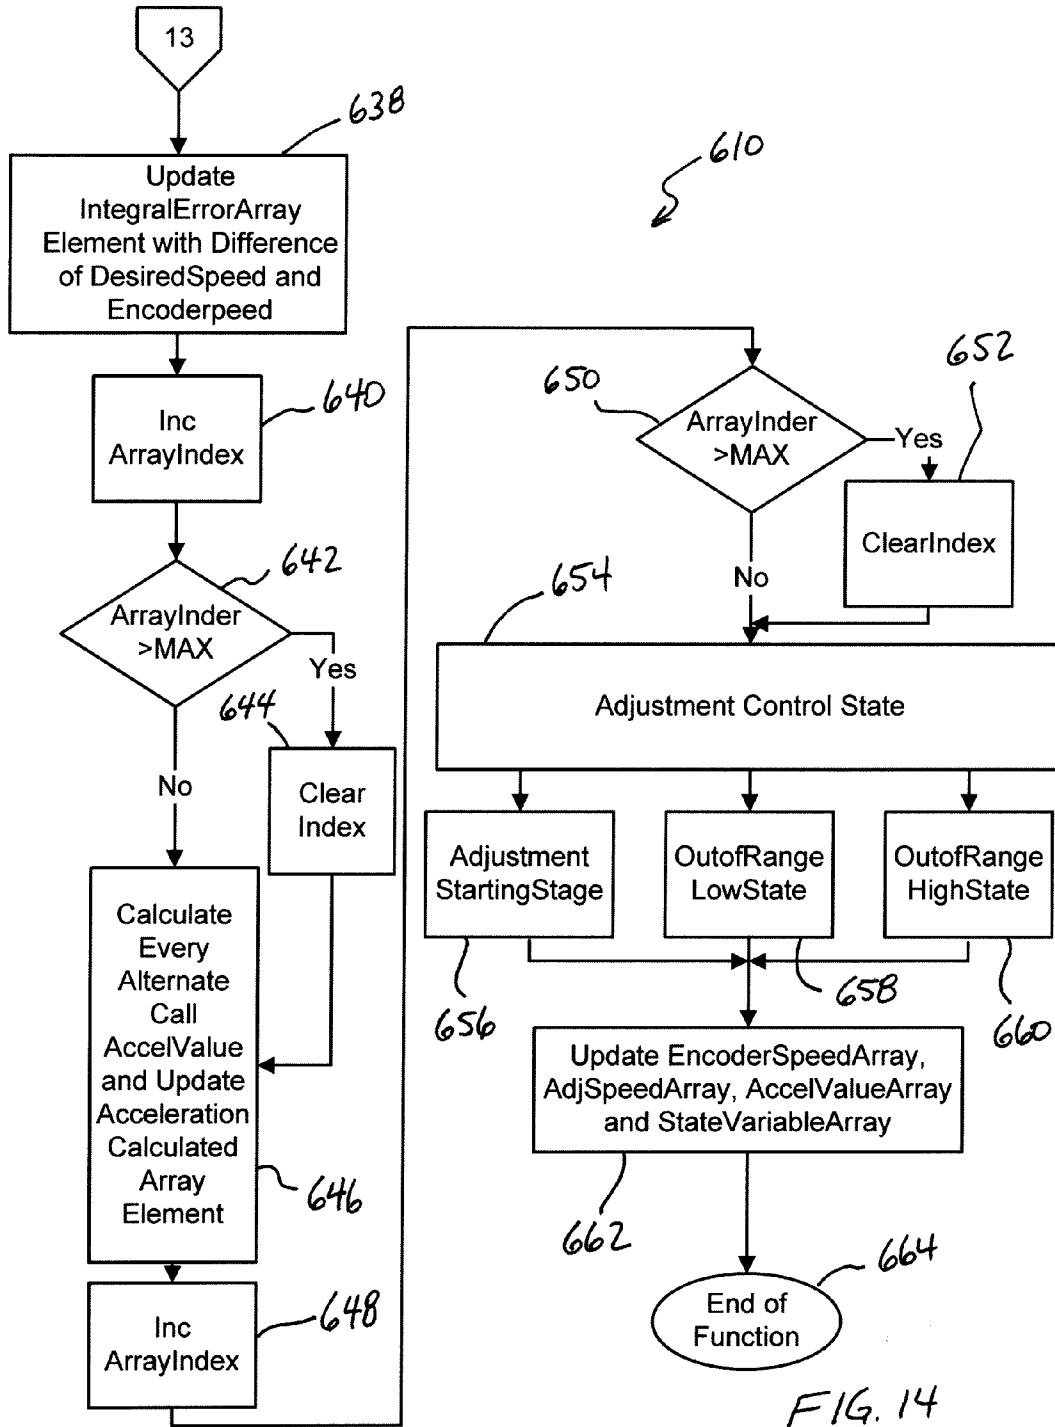 13
638
Update
IntegralErrorArray
Element with Difference
of DesiredSpeed and
Encoderpeed
610
Inc
ArrayIndex
640
ArrayInder
>MAX
642
Yes
No
644
Clear
Index
Calculate
Every
Alternate
Call
AccelValue
and Update
Acceleration
Calculated
Array
Element
646
Inc
ArrayIndex
648
650
ArrayInder
>MAX
Yes
652
ClearIndex
No
654
Adjustment Control State
Adjustment
StartingStage
656
OutofRange
LowState
658
OutofRange
HighState
660
Update EncoderSpeedArray,
AdjSpeedArray, AccelValueArray
and StateVariableArray
662
664
End of
Function
FIG. 14